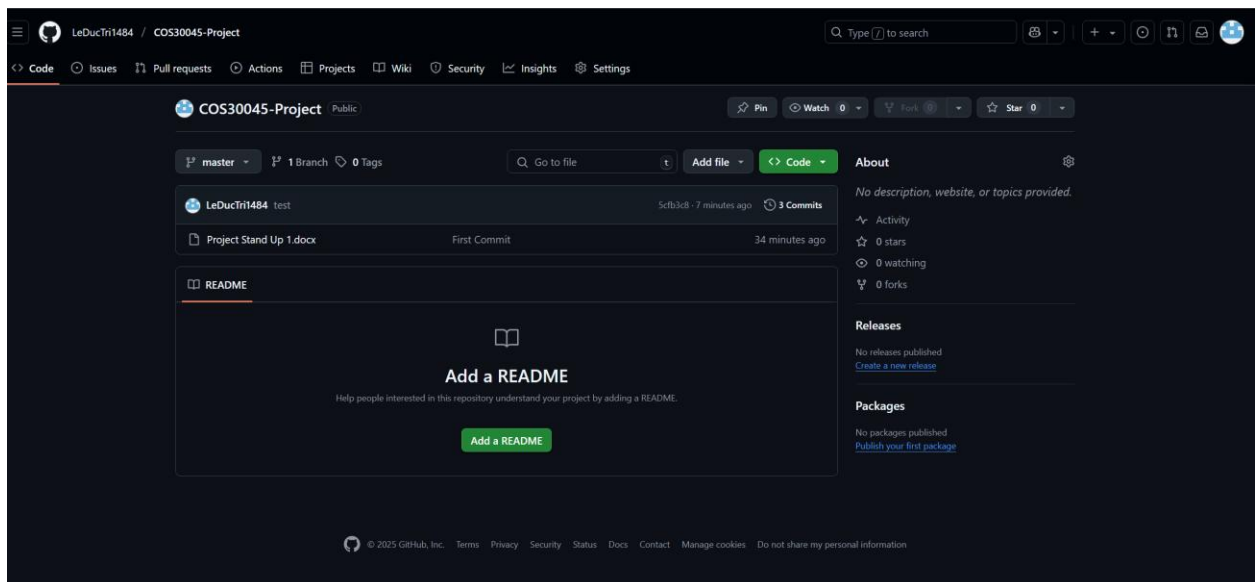 LeDucTri1484 / COS30045-Project
Type / to search
Code Issues Pull requests Actions Projects Wiki Security Insights Settings
COS30045-Project Public
Pin Watch 0 Fork 0 Star 0
master 1 Branch 0 Tags
Go to file t Add file Code
LeDucTri1484 test 5cfb3c8 · 7 minutes ago 3 Commits
Project Stand Up 1.docx First Commit 34 minutes ago
README
Add a README
Help people interested in this repository understand your project by adding a README.
Add a README
About
No description, website, or topics provided.
Activity
0 stars
0 watching
0 forks
Releases
No releases published
Create a new release
Packages
No packages published
Publish your first package
© 2025 GitHub, Inc. Terms Privacy Security Status Docs Contact Manage cookies Do not share my personal information